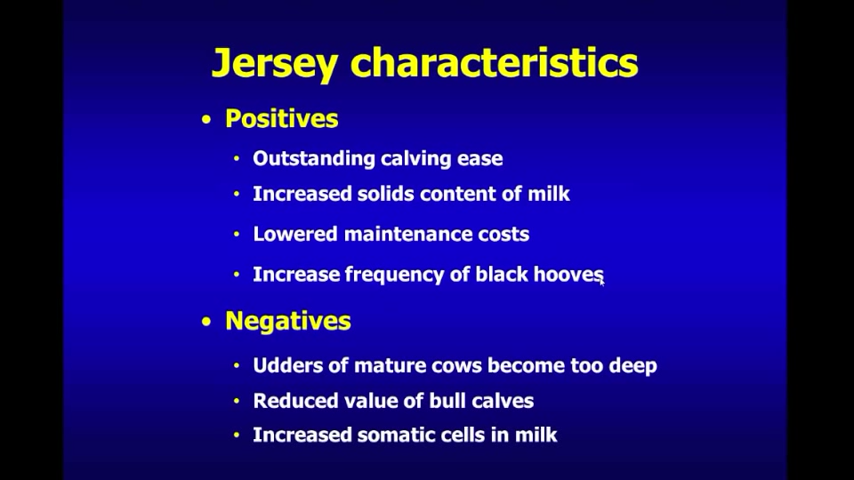 Jersey characteristics
• Positives
• Outstanding calving ease
• Increased solids content of milk
• Lowered maintenance costs
• Increase frequency of black hooves
• Negatives
• Udders of mature cows become too deep
• Reduced value of bull calves
• Increased somatic cells in milk